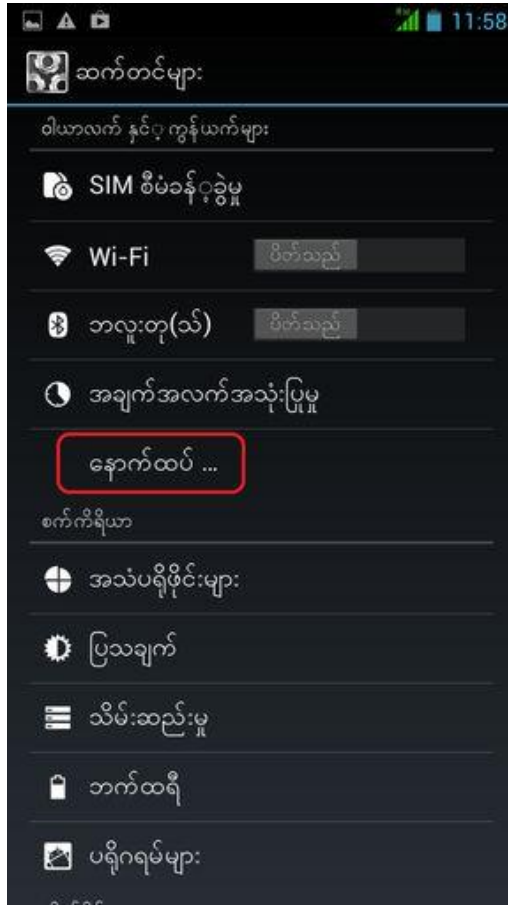 11:58
ဆက်တင်များ
ဝါယာလက် နှင့် ကွန်ယက်များ
SIM စီမံခန့်ခွဲမှု
Wi-Fi ပိတ်သည်
ဘလူးတု(သ်) ပိတ်သည်
အချက်အလက်အသုံးပြုမှု
နောက်ထပ် ...
စက်ကိရိယာ
အသံပရိုဖိုင်းများ
ပြသချက်
သိမ်းဆည်းမှု
ဘက်ထရီ
ပရိုဂရမ်များ